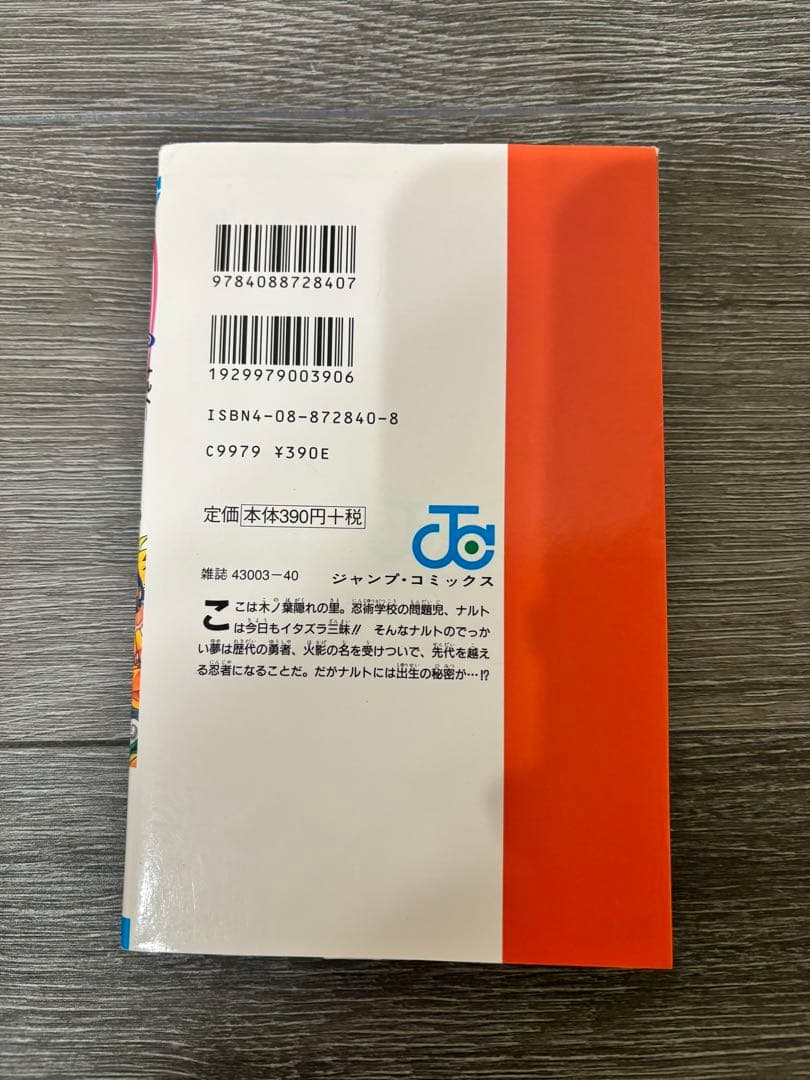 9784088728407
1929979003906
ISBN4-08-872840-8
C9979 ¥390E
定価 本体390円+税
雑誌 43003-40
ジャンプ・コミックス
ここは木ノ葉隠れの里。忍術学校の問題児、ナルト
は今日もイタズラ三昧!! そんなナルトのでっか
い夢は歴代の勇者、火影の名を受けついで、先代を越え
る忍者になることだ。だがナルトには出生の秘密が…!?